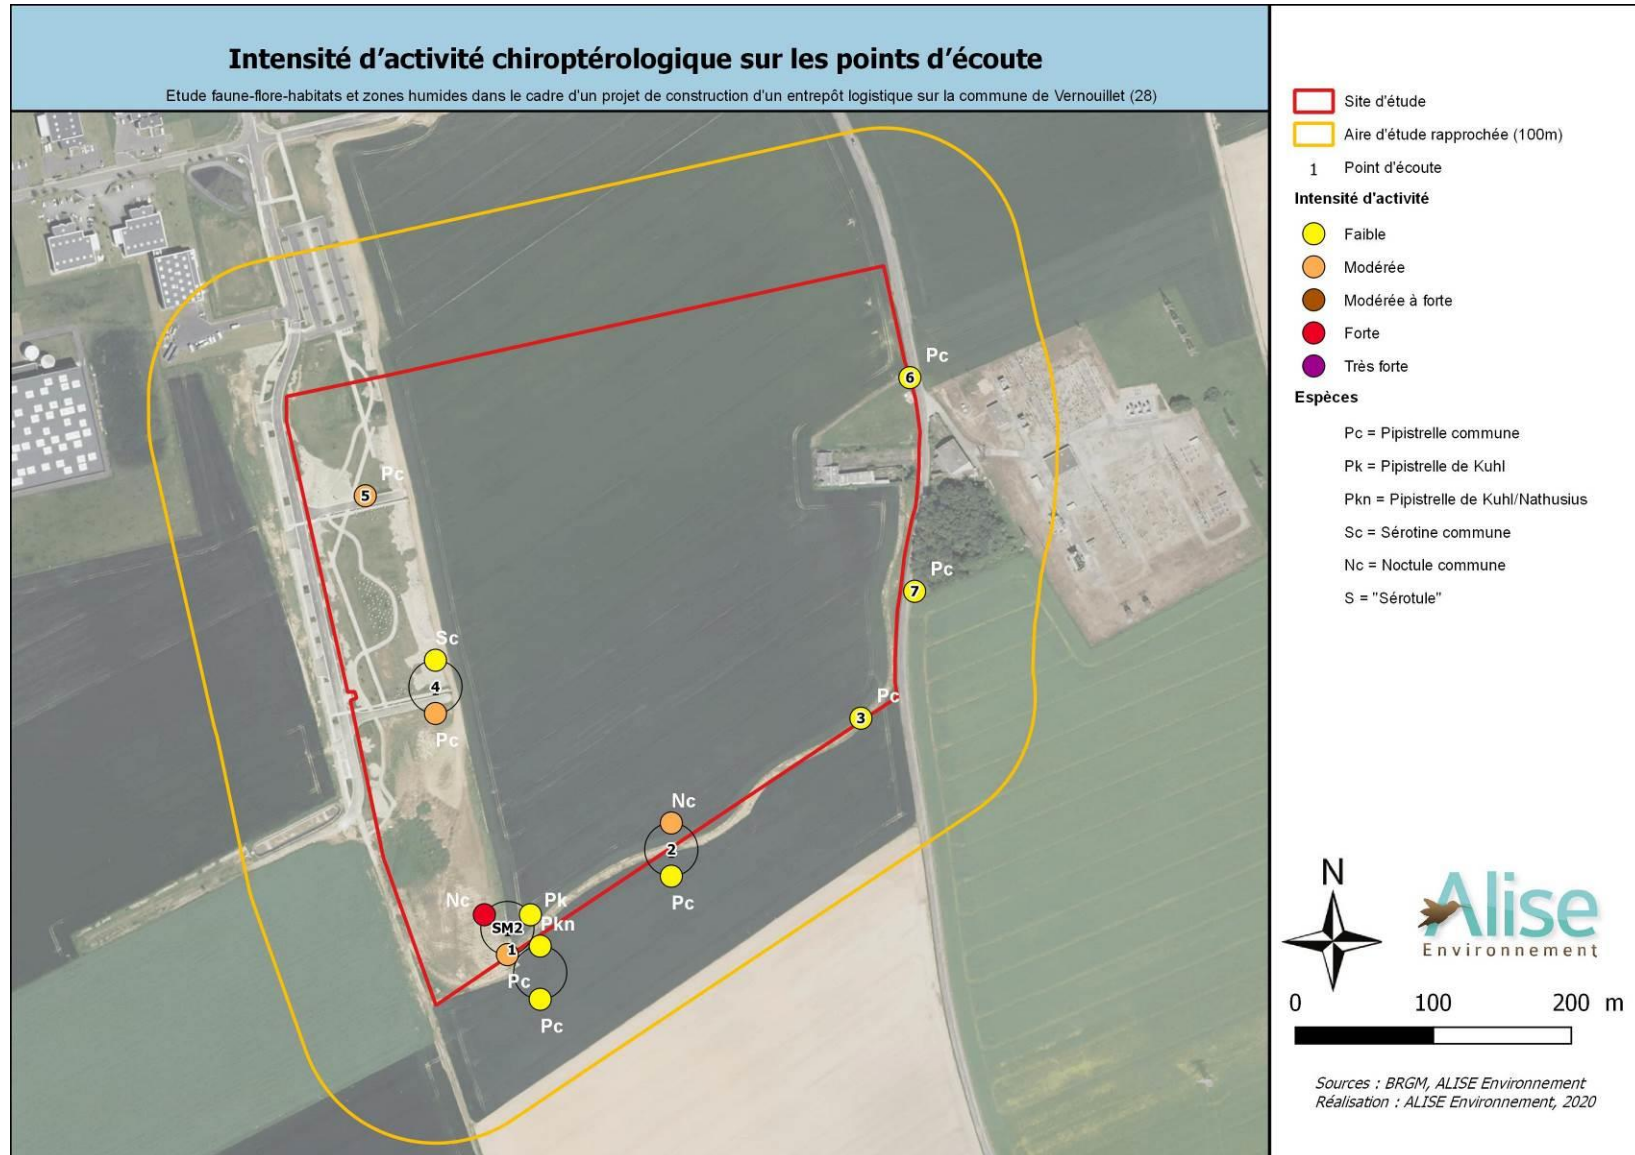 Intensité d'activité chiroptérologique sur les points d'écoute
Etude faune-flore-habitats et zones humides dans le cadre d'un projet de construction d'un entrepôt logistique sur la commune de Vernouillet (28)
Pc
6
Pc
5
Pc
7
Sc
4
Pc
Pc
3
Nc
2
Pc
Nc
Pk
SM2
Pkn
1
Pc
Pc
Site d'étude
Aire d'étude rapprochée (100m)
1 Point d'écoute
Intensité d'activité
Faible
Modérée
Modérée à forte
Forte
Très forte
Espèces
Pc = Pipistrelle commune
Pk = Pipistrelle de Kuhl
Pkn = Pipistrelle de Kuhl/Nathusius
Sc = Sérotine commune
Nc = Noctule commune
S = "Sérotule"
N
Alise
Environnement
0 100 200 m
Sources : BRGM, ALISE Environnement
Réalisation : ALISE Environnement, 2020